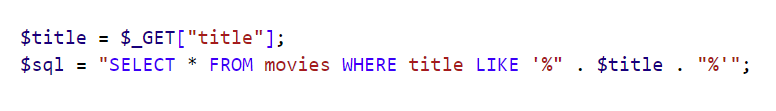 $title = $_GET["title"];
$sql = "SELECT * FROM movies WHERE title LIKE '%" . $title . "%'";